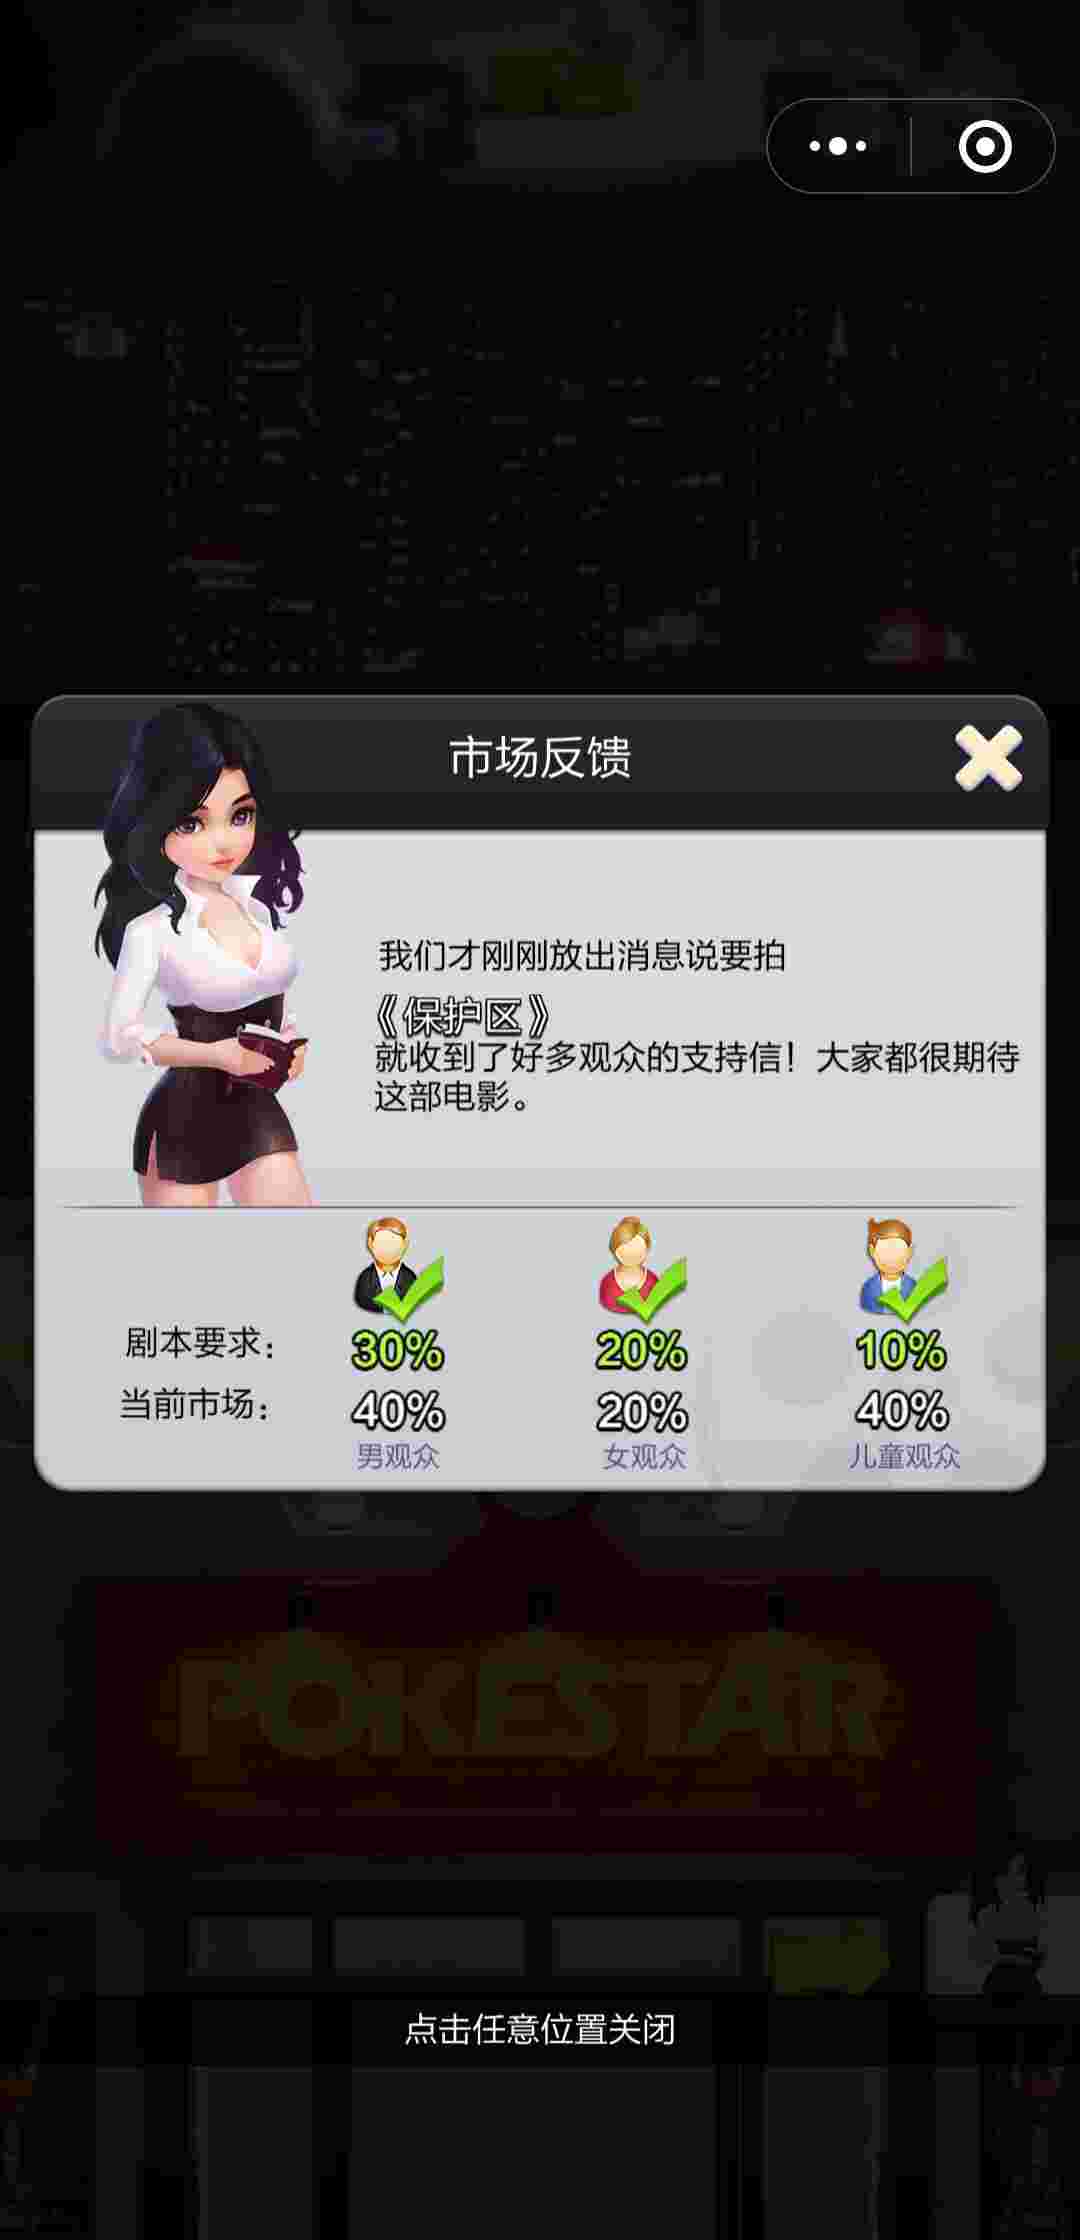 市场反馈
我们才刚刚放出消息说要拍
《保护区》
就收到了好多观众的支持信！大家都很期待
这部电影。
剧本要求： 30% 20% 10%
当前市场： 40% 20% 40%
男观众 女观众 儿童观众
POKESTAR
点击任意位置关闭